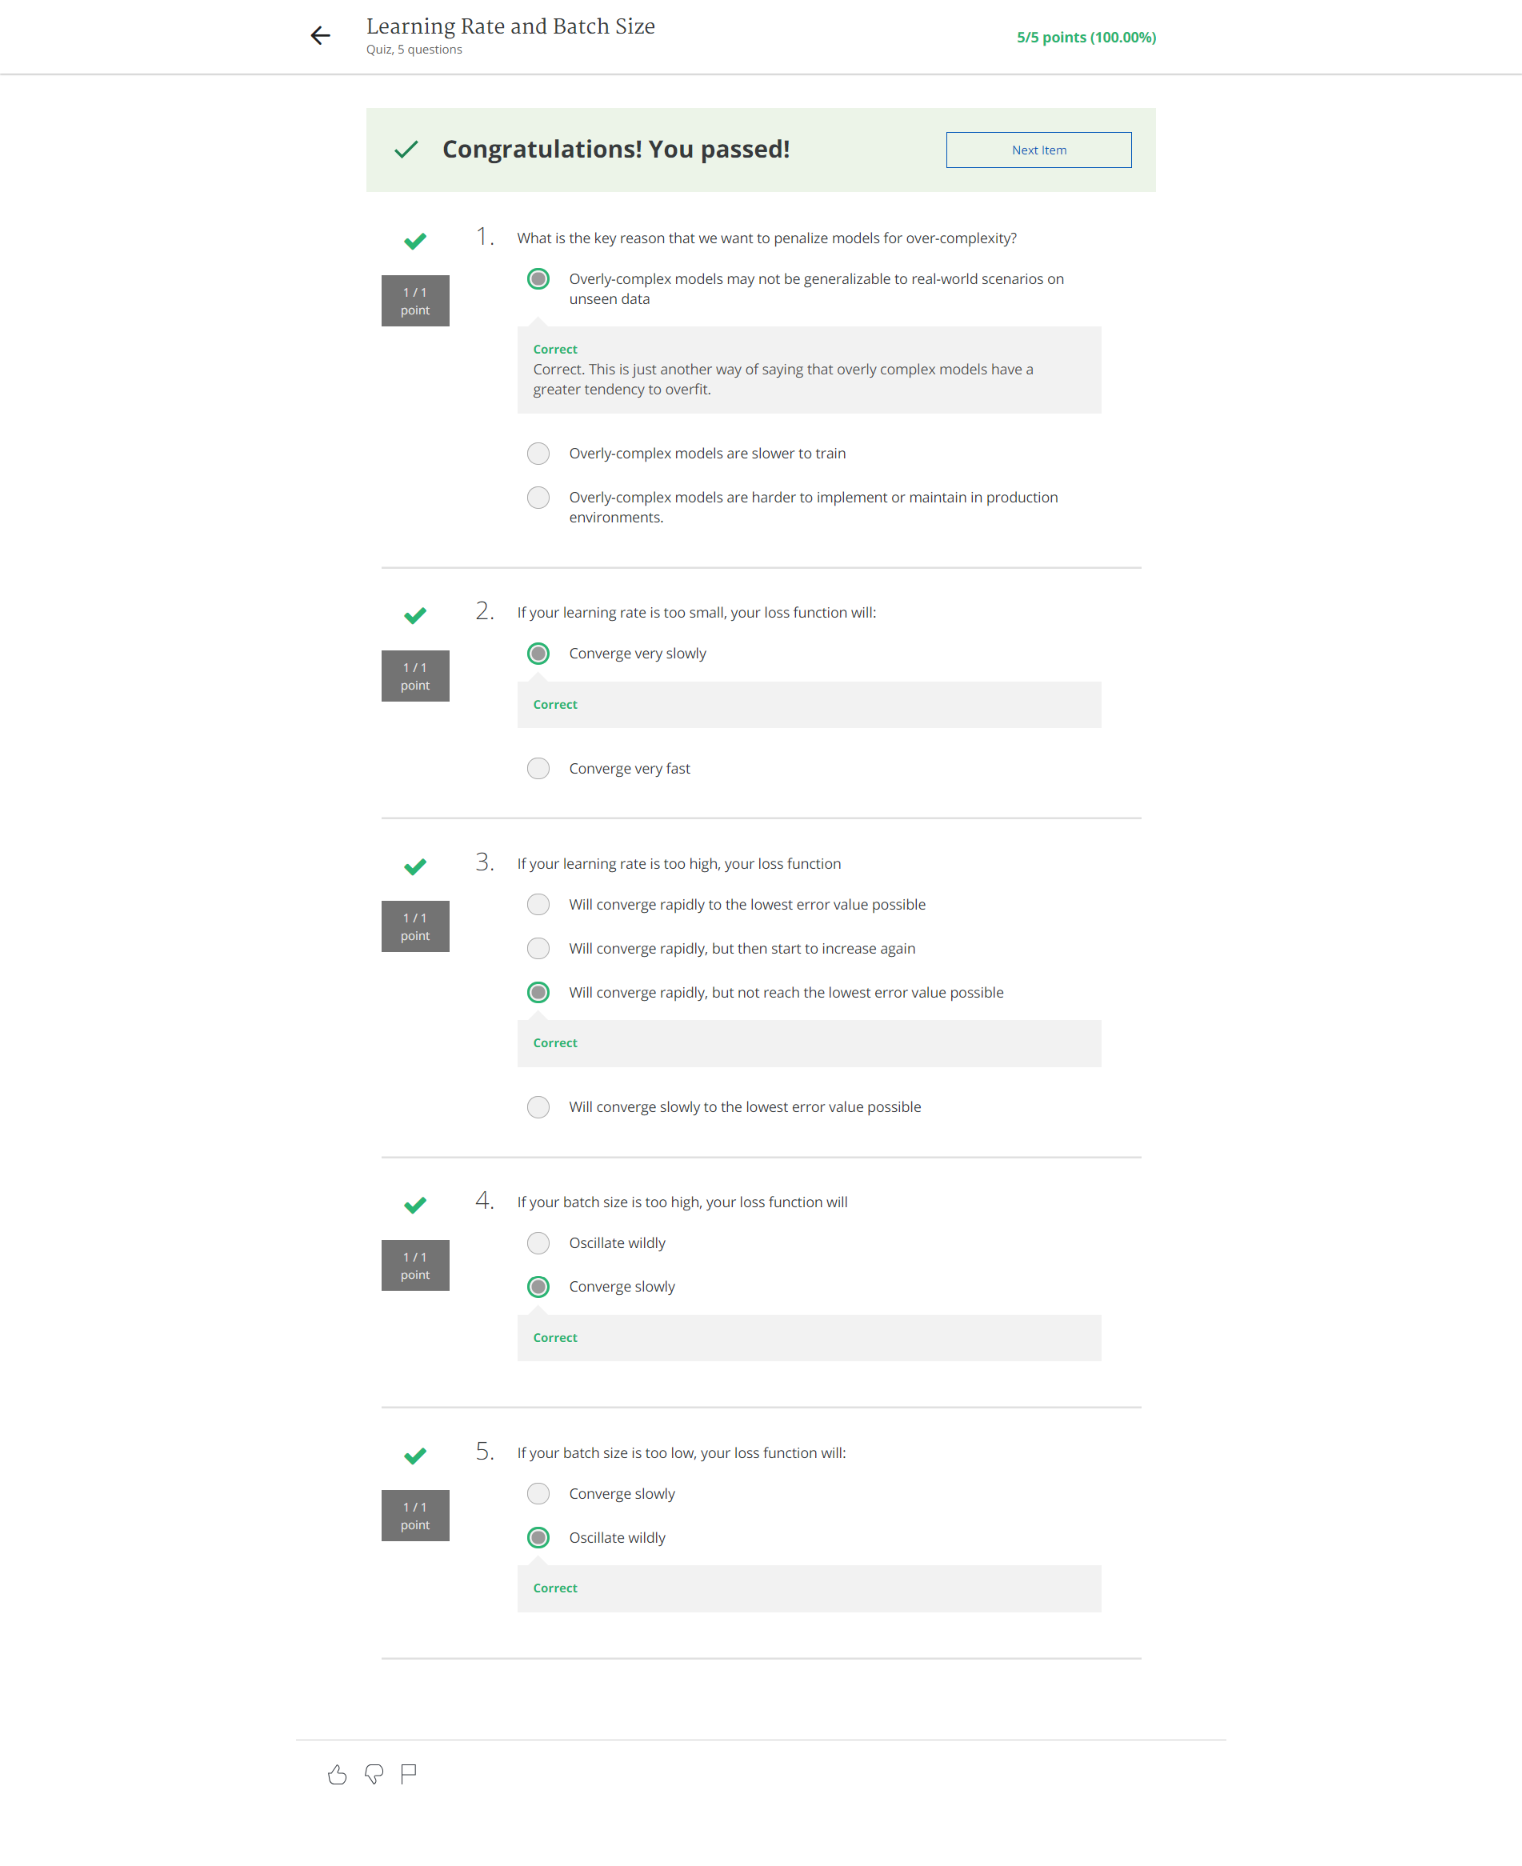 Learning Rate and Batch Size
Quiz, 5 questions
5/5 points (100.00%)
Congratulations! You passed!
Next Item
1.
What is the key reason that we want to penalize models for over-complexity?
1 / 1
point
Overly-complex models may not be generalizable to real-world scenarios on
unseen data
Correct
Correct. This is just another way of saying that overly complex models have a
greater tendency to overfit.
Overly-complex models are slower to train
Overly-complex models are harder to implement or maintain in production
environments.
2.
If your learning rate is too small, your loss function will:
1 / 1
point
Converge very slowly
Correct
Converge very fast
3.
If your learning rate is too high, your loss function
1 / 1
point
Will converge rapidly to the lowest error value possible
Will converge rapidly, but then start to increase again
Will converge rapidly, but not reach the lowest error value possible
Correct
Will converge slowly to the lowest error value possible
4.
If your batch size is too high, your loss function will
1 / 1
point
Oscillate wildly
Converge slowly
Correct
5.
If your batch size is too low, your loss function will:
1 / 1
point
Converge slowly
Oscillate wildly
Correct